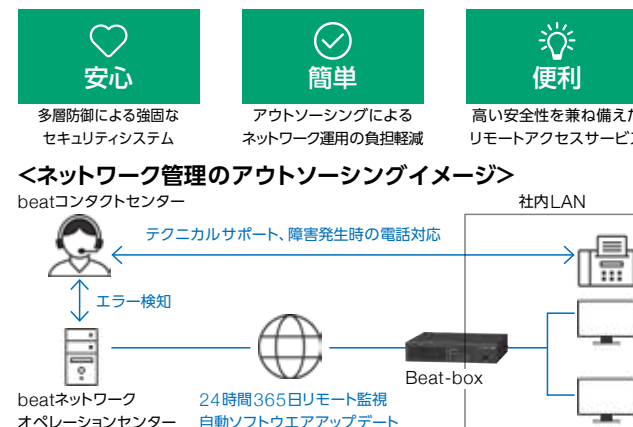 安心
多層防御による強固な
セキュリティシステム
簡単
アウトソーシングによる
ネットワーク運用の負担軽減
便利
高い安全性を兼ね備えた
リモートアクセスサービス
<ネットワーク管理のアウトソーシングイメージ>
beatコンタクトセンター
社内LAN
テクニカルサポート、障害発生時の電話対応
エラー検知
Beat-box
beatネットワーク
オペレーションセンター
24時間365日リモート監視
自動ソフトウエアアップデート